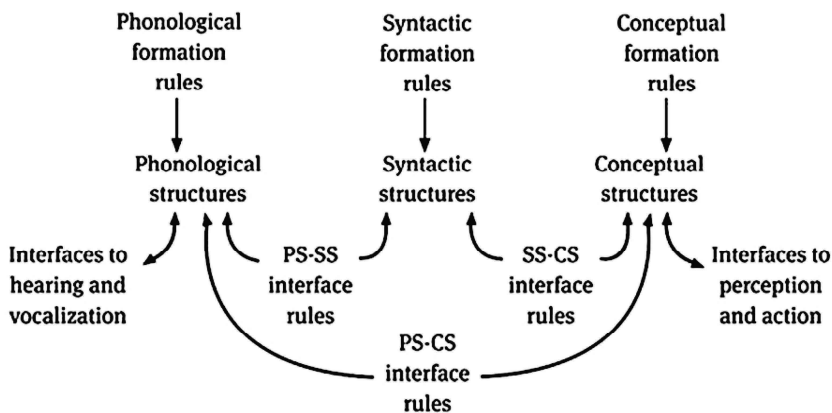 Phonological
formation
rules
Syntactic
formation
rules
Conceptual
formation
rules
Phonological
structures
Syntactic
structures
Conceptual
structures
Interfaces to
hearing and
vocalization
PS-SS
interface
rules
SS-CS
interface
rules
Interfaces to
perception
and action
PS-CS
interface
rules